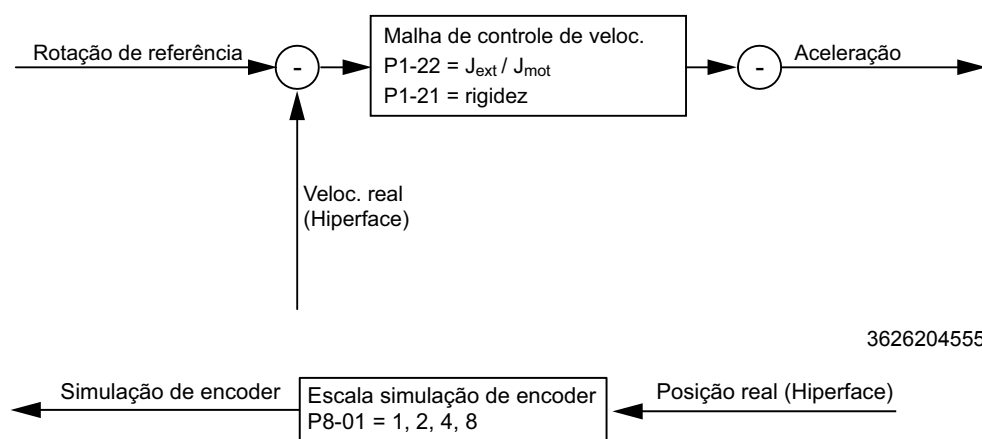 Rotação de referência
-
Malha de controle de veloc.
P1-22 = Jext / Jmot
P1-21 = rigidez
-
Aceleração
Veloc. real
(Hiperface)
3626204555
Simulação de encoder
Escala simulação de encoder
P8-01 = 1, 2, 4, 8
Posição real (Hiperface)